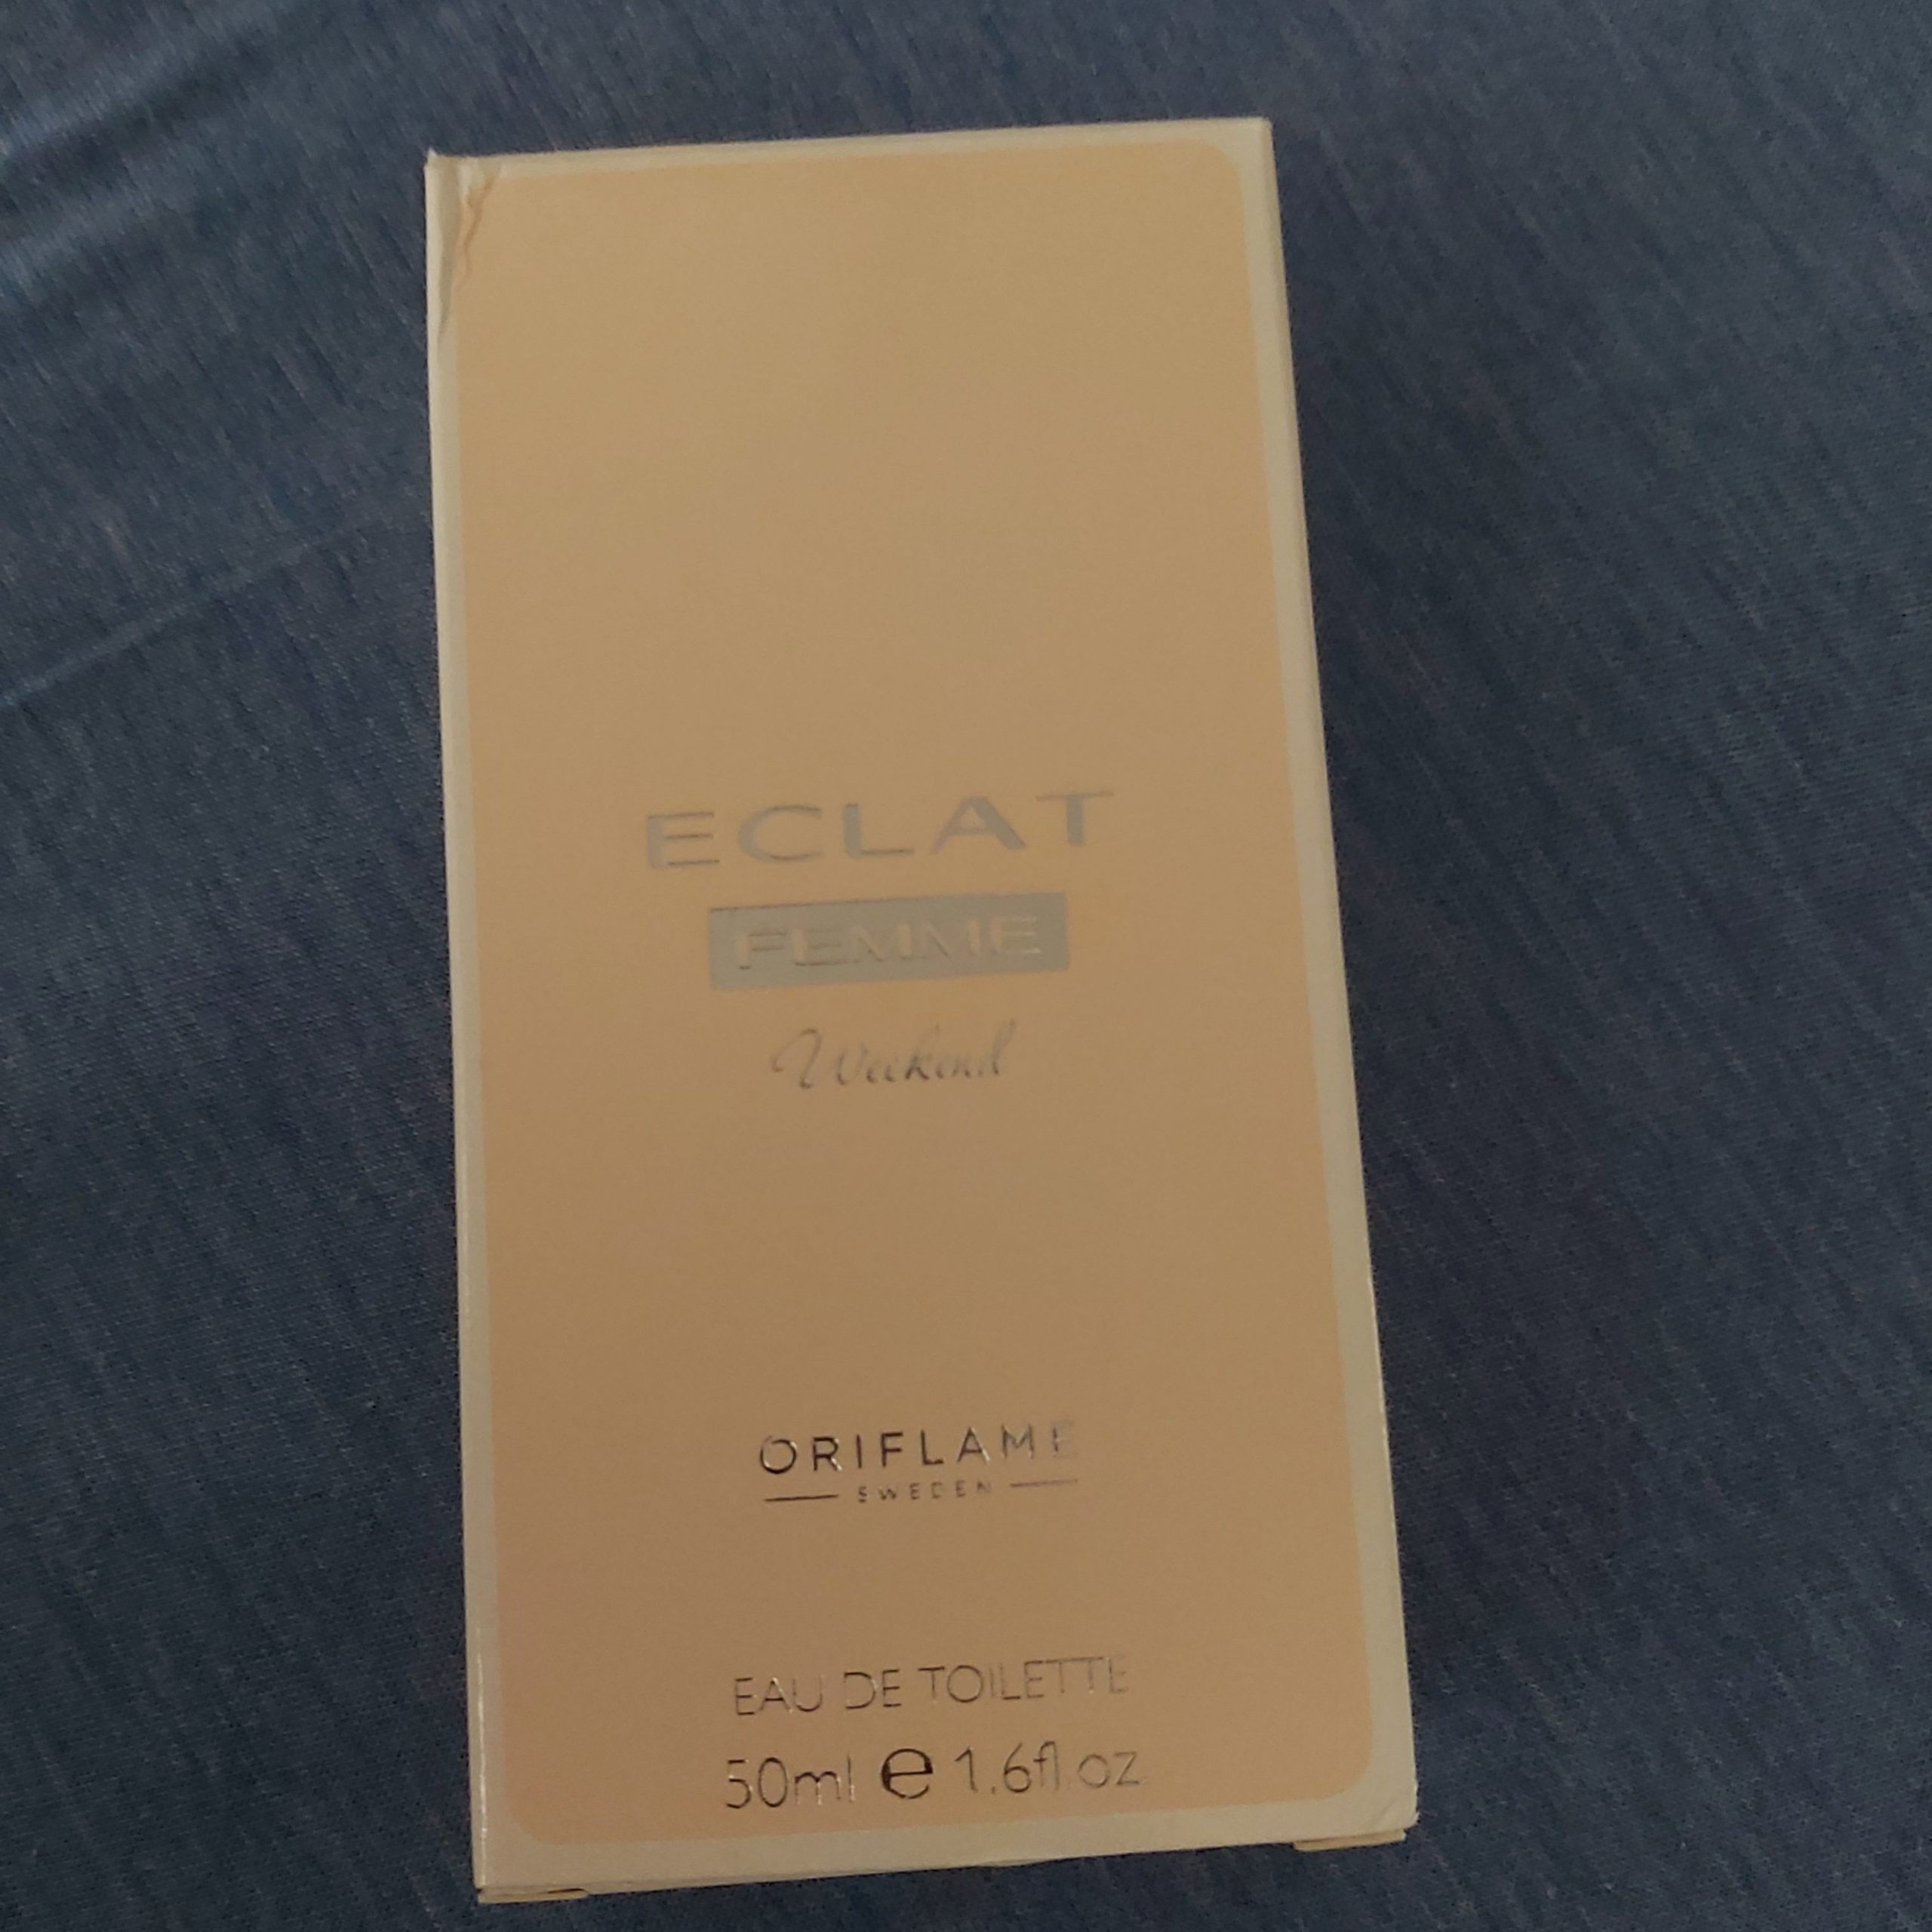 ECLAT
FEMME
Weekend
ORIFLAME
SWEDEN
EAU DE TOILETTE
50ml e 1.6fl.oz